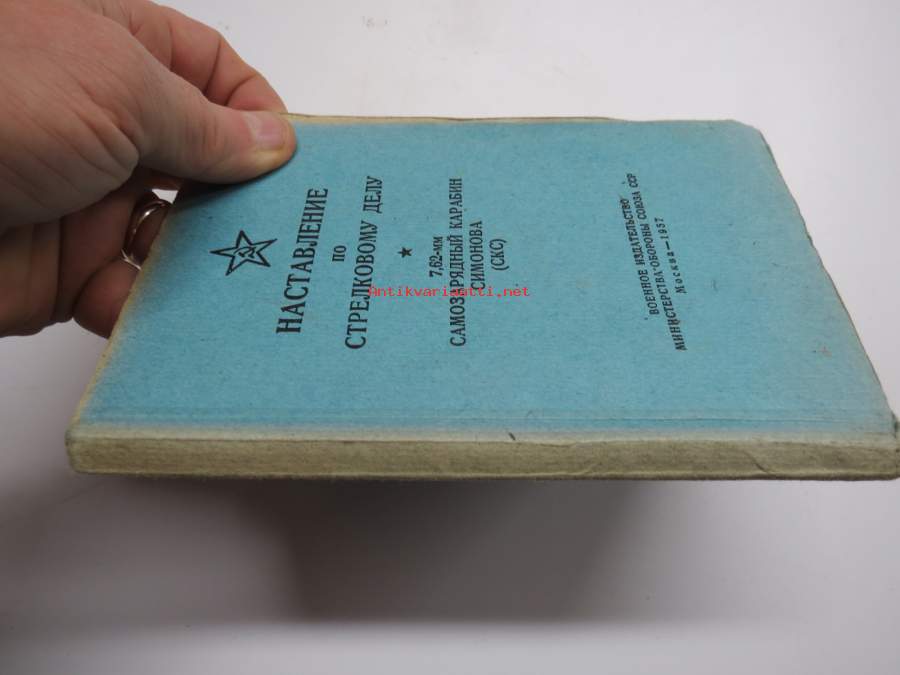 НАСТАВЛЕНИЕ
ПО
СТРЕЛКОВОМУ ДЕЛУ
7,62-мм
САМОЗАРЯДНЫЙ КАРАБИН
СИМОНОВА
(СКС)
ВОЕННОЕ ИЗДАТЕЛЬСТВО
МИНИСТЕРСТВА ОБОРОНЫ СОЮЗА ССР
Москва — 1957
Antikvariaatti.net